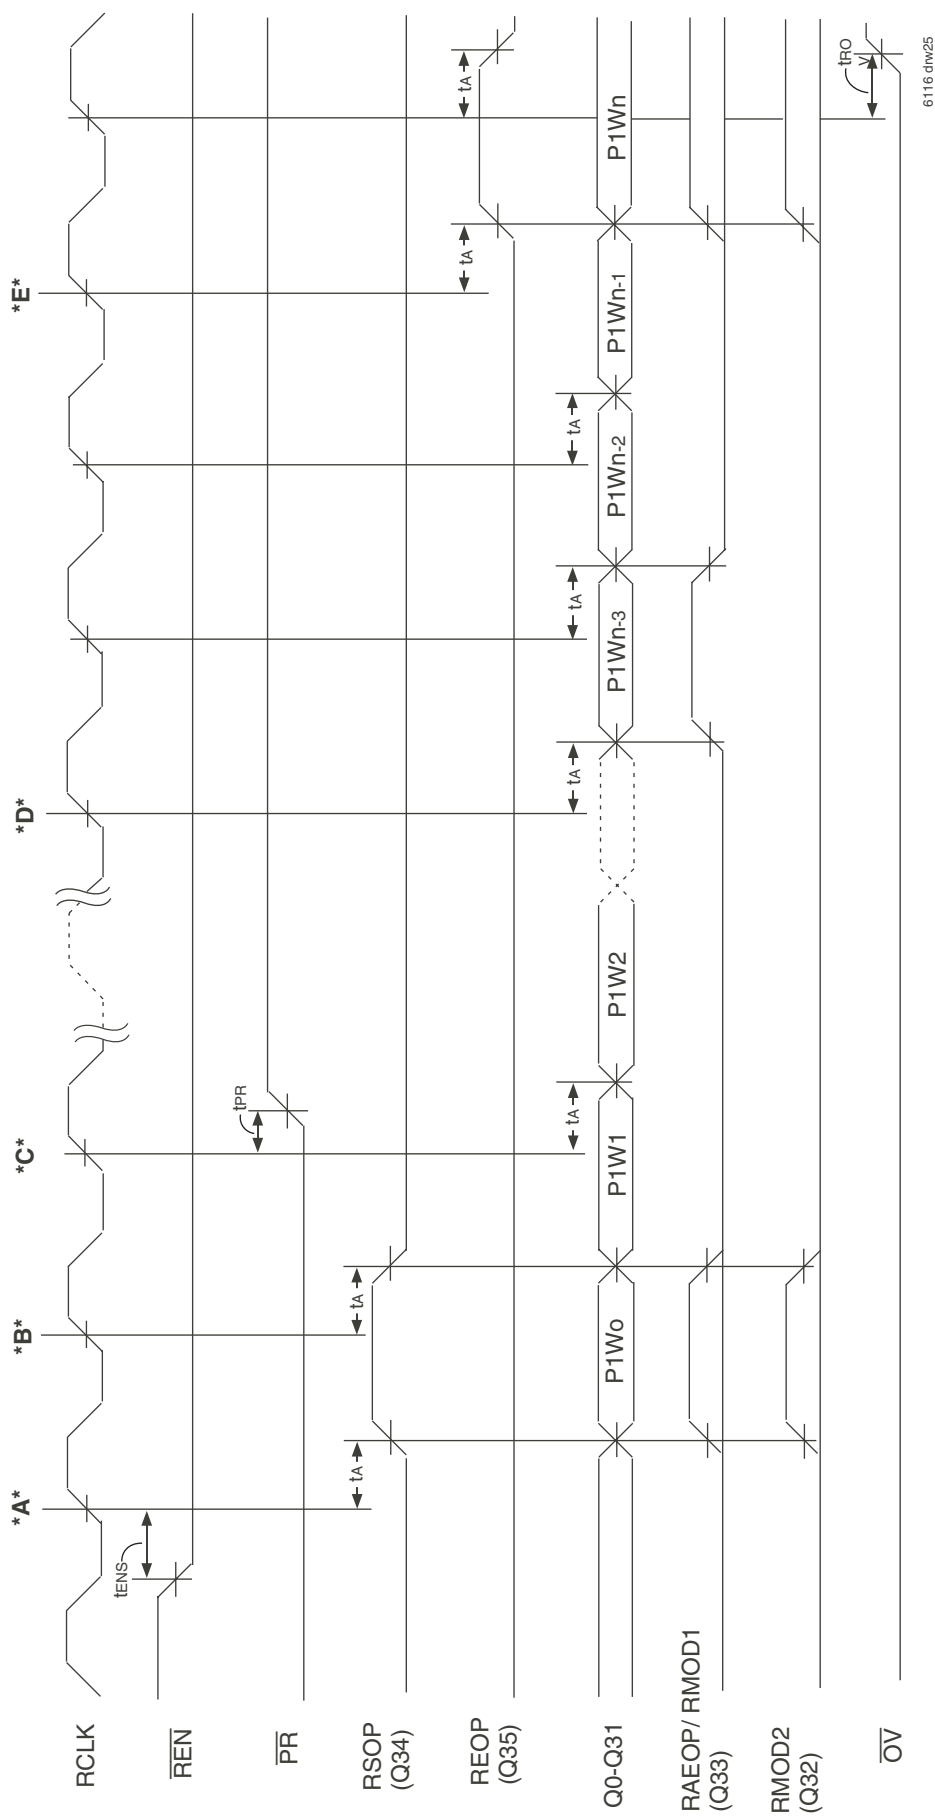 *A*
*B*
*C*
*D*
*E*
RCLK
tENS
REN
tPR
PR
tA
tA
RSOP
(Q34)
tA
tA
REOP
(Q35)
tA
tA
tA
tA
Q0-Q31
P1Wo
P1W1
P1W2
P1Wn-3
P1Wn-2
P1Wn-1
P1Wn
RAEOP/ RMOD1
(Q33)
RMOD2
(Q32)
tRO
V
OV
6116 drw25